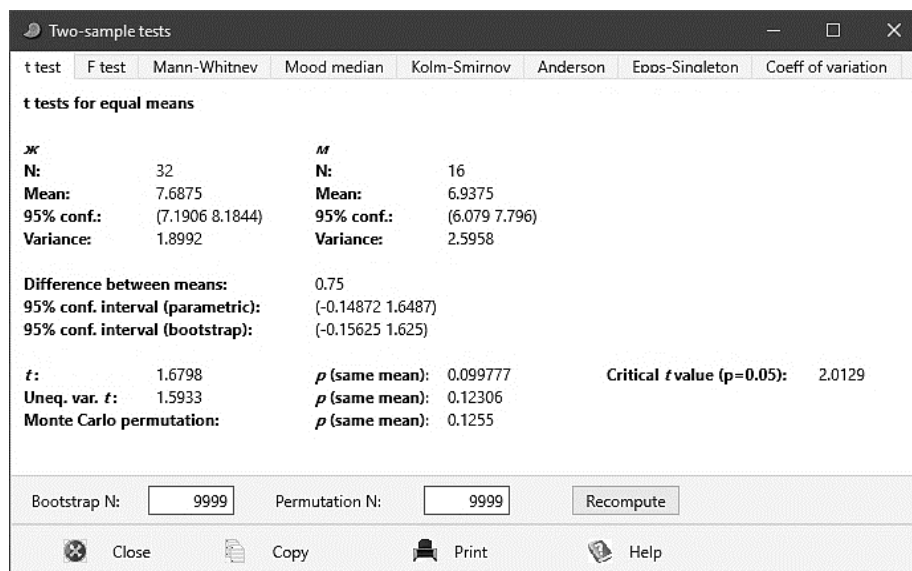 Two-sample tests
t test F test Mann-Whitney Mood median Kolm-Smirnov Anderson Epps-Singleton Coeff of variation
t tests for equal means
ж м
N: 32 N: 16
Mean: 7.6875 Mean: 6.9375
95% conf.: (7.1906 8.1844) 95% conf.: (6.079 7.796)
Variance: 1.8992 Variance: 2.5958
Difference between means: 0.75
95% conf. interval (parametric): (-0.14872 1.6487)
95% conf. interval (bootstrap): (-0.15625 1.625)
t: 1.6798 p (same mean): 0.099777 Critical t value (p=0.05): 2.0129
Uneq. var. t: 1.5933 p (same mean): 0.12306
Monte Carlo permutation: p (same mean): 0.1255
Bootstrap N: 9999 Permutation N: 9999 Recompute
Close Copy Print Help